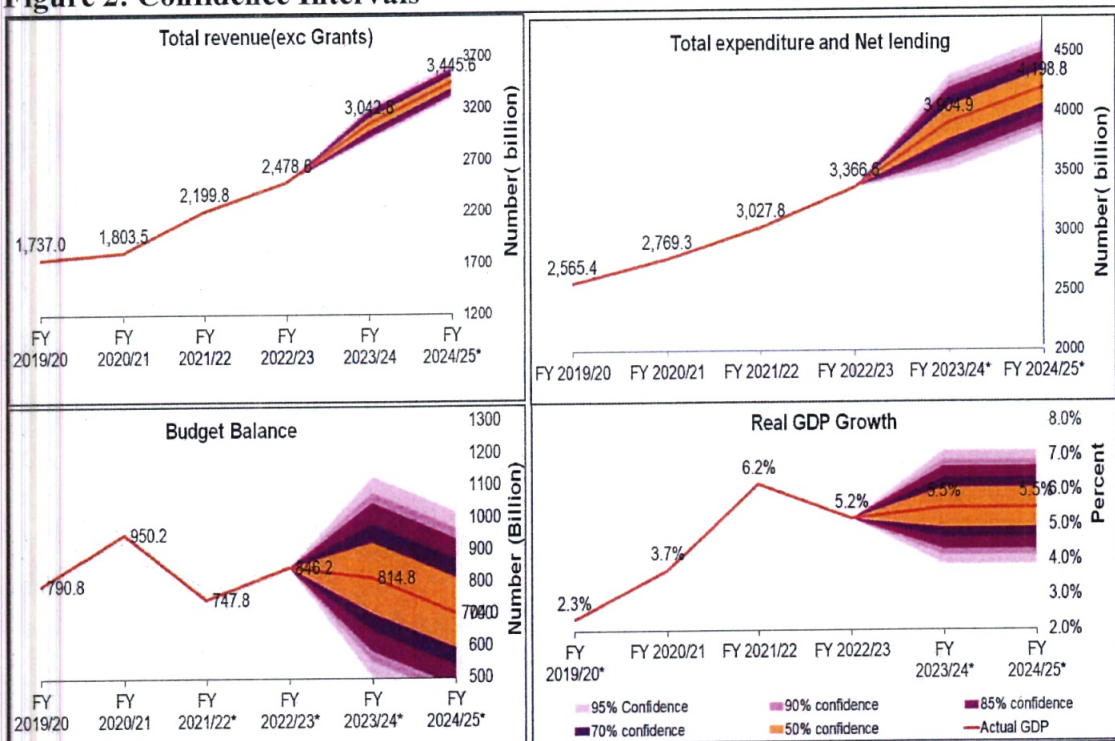 Figure 2: Confidence Intervals
Total revenue(exc Grants)
3700
3200
2700
2200
1700
1200
Number( billion)
1,737.0
1,803.5
2,199.8
2,478.6
3,042.8
3,445.6
FY 2019/20
FY 2020/21
FY 2021/22
FY 2022/23
FY 2023/24
FY 2024/25*
Total expenditure and Net lending
4500
4000
3500
3000
2500
2000
Number( billion)
2,565.4
2,769.3
3,027.8
3,366.6
3,904.9
4,198.8
FY 2019/20
FY 2020/21
FY 2021/22
FY 2022/23
FY 2023/24*
FY 2024/25*
Budget Balance
1300
1200
1100
1000
900
800
700
600
500
Number (Billion)
790.8
950.2
747.8
846.2
814.8
FY 2019/20
FY 2020/21
FY 2021/22*
FY 2022/23*
FY 2023/24*
FY 2024/25*
Real GDP Growth
8.0%
7.0%
6.0%
5.0%
4.0%
3.0%
2.0%
Percent
2.3%
3.7%
6.2%
5.2%
5.5%
5.5%
FY 2019/20*
FY 2020/21
FY 2021/22
FY 2022/23
FY 2023/24*
FY 2024/25*
95% Confidence
90% confidence
85% confidence
70% confidence
50% confidence
Actual GDP